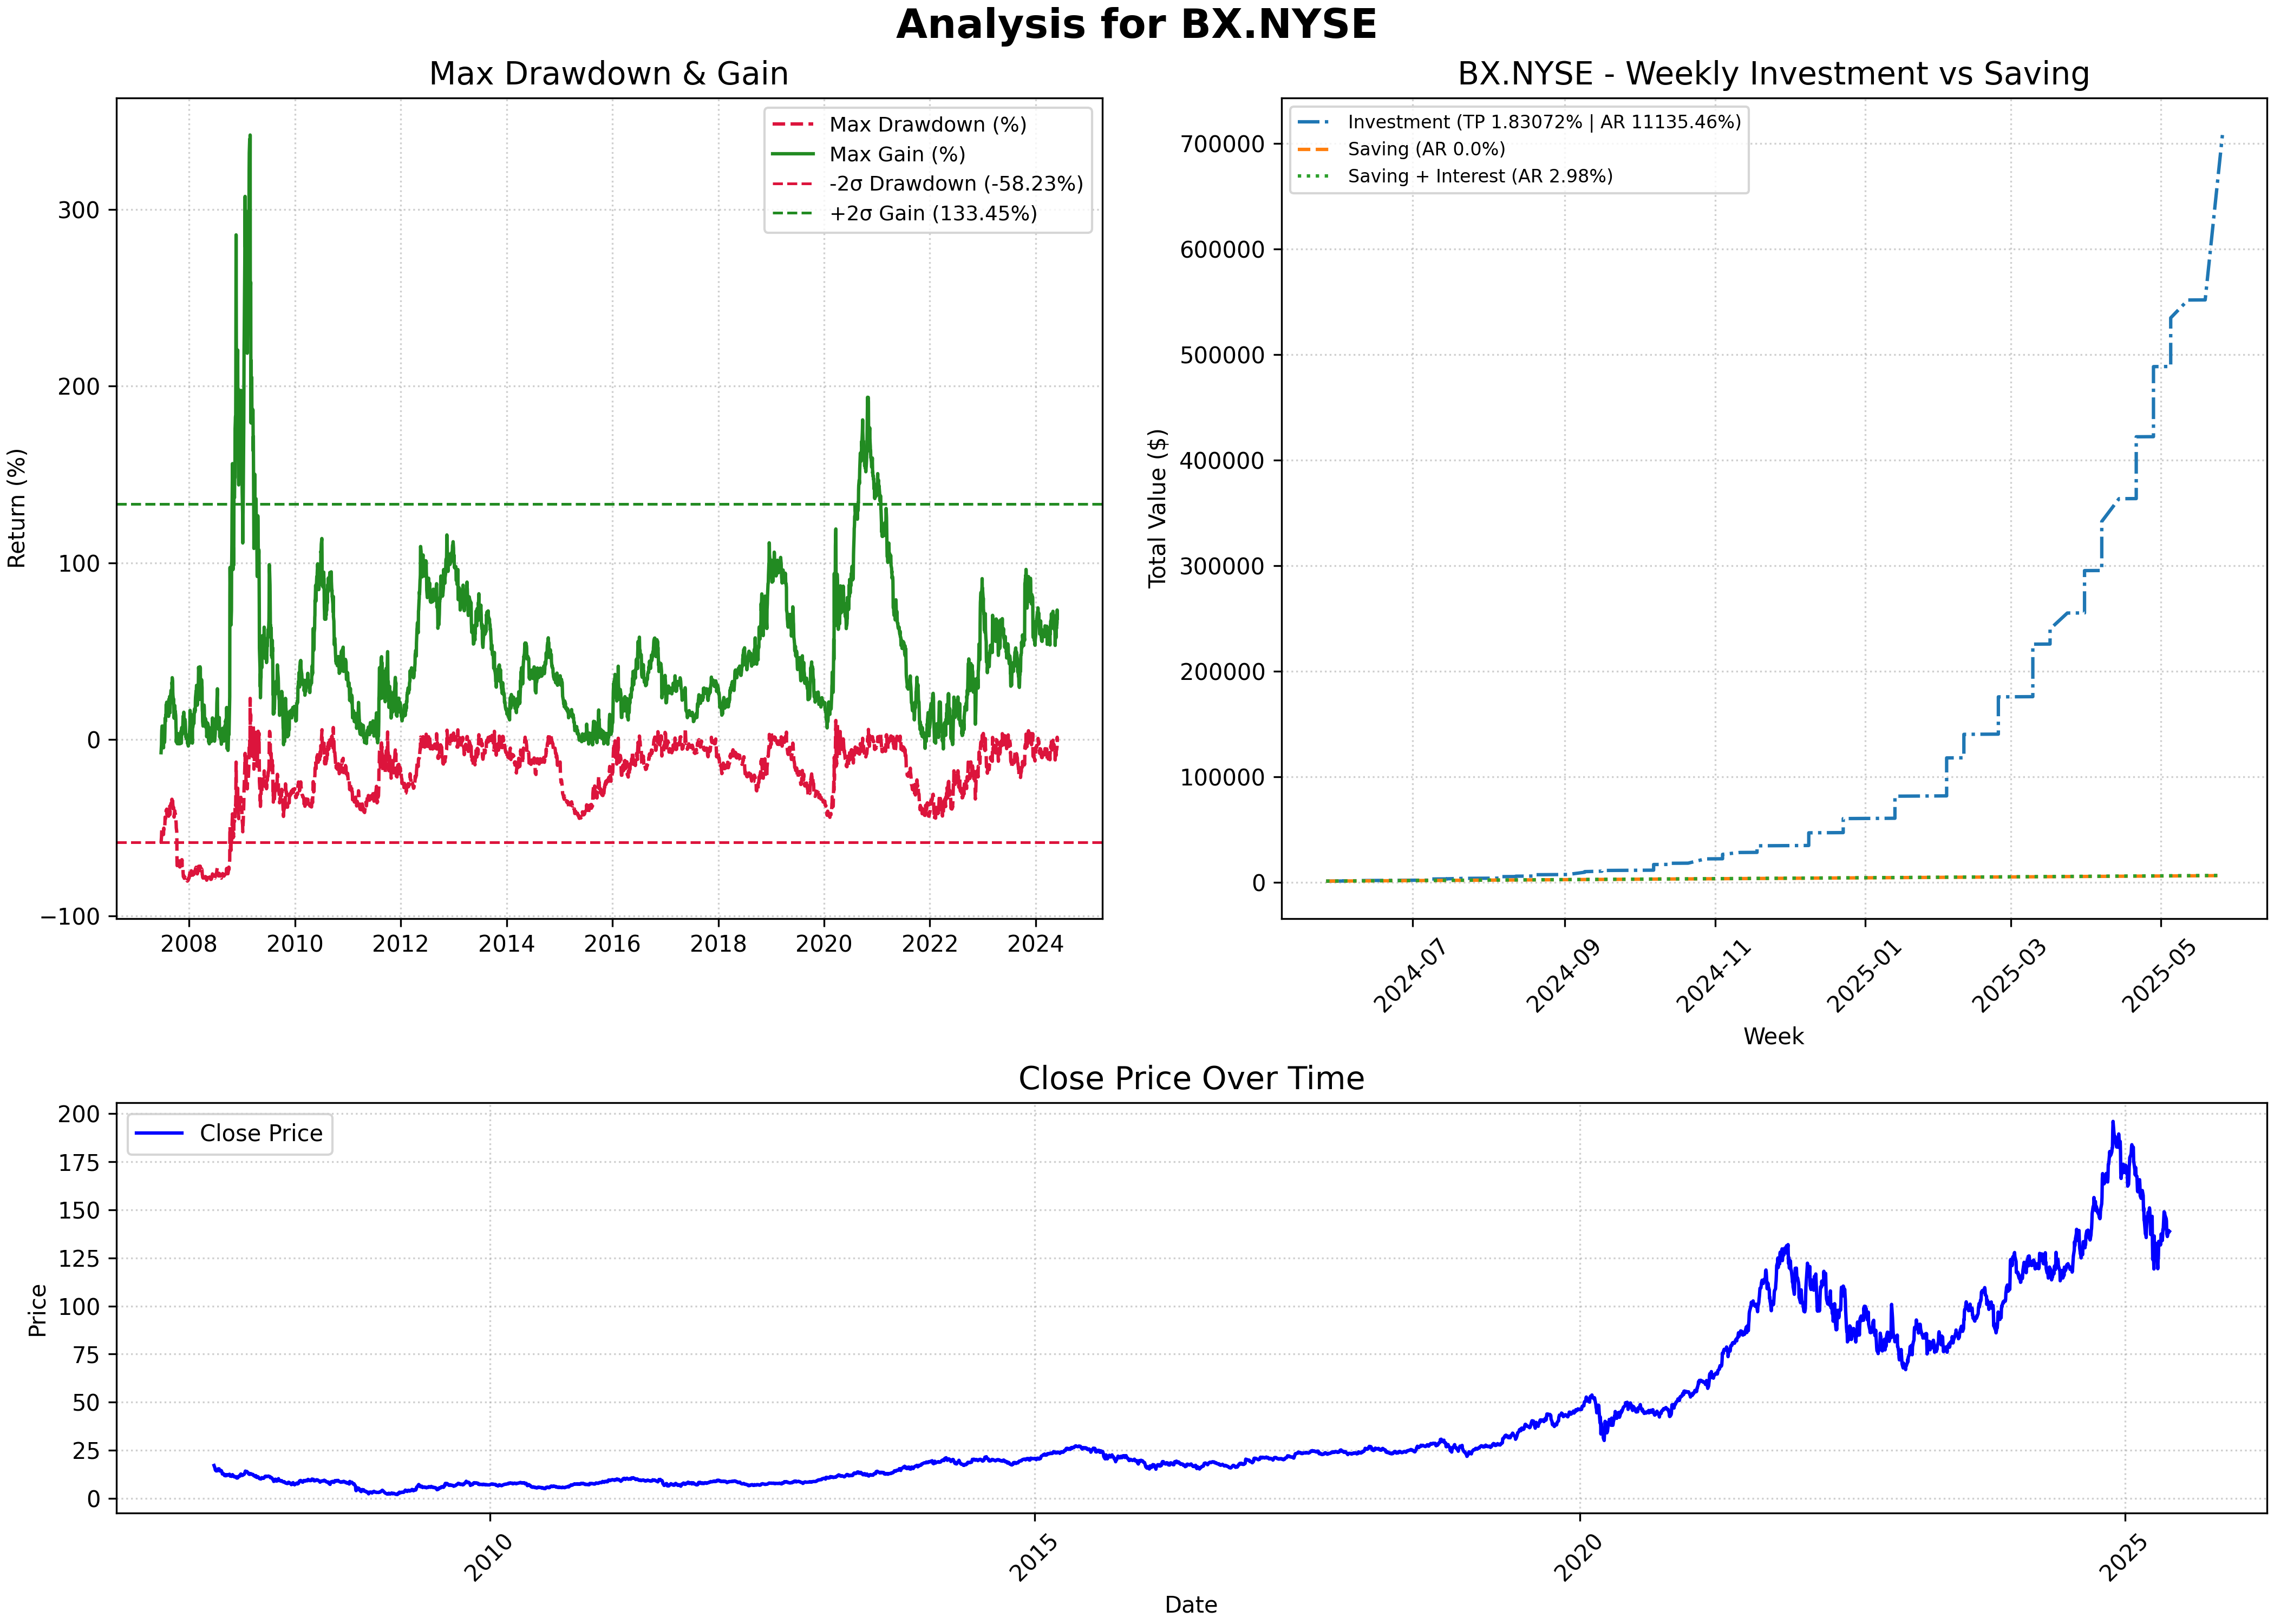 Analysis for BX.NYSE
Max Drawdown & Gain
Return (%)
300
200
100
0
−100
2008 2010 2012 2014 2016 2018 2020 2022 2024
Max Drawdown (%)
Max Gain (%)
-2σ Drawdown (-58.23%)
+2σ Gain (133.45%)
BX.NYSE - Weekly Investment vs Saving
Total Value ($)
700000
600000
500000
400000
300000
200000
100000
0
Investment (TP 1.83072% | AR 11135.46%)
Saving (AR 0.0%)
Saving + Interest (AR 2.98%)
2024-07 2024-09 2024-11 2025-01 2025-03 2025-05
Week
Close Price Over Time
Price
200
175
150
125
100
75
50
25
0
Close Price
2010 2015 2020 2025
Date